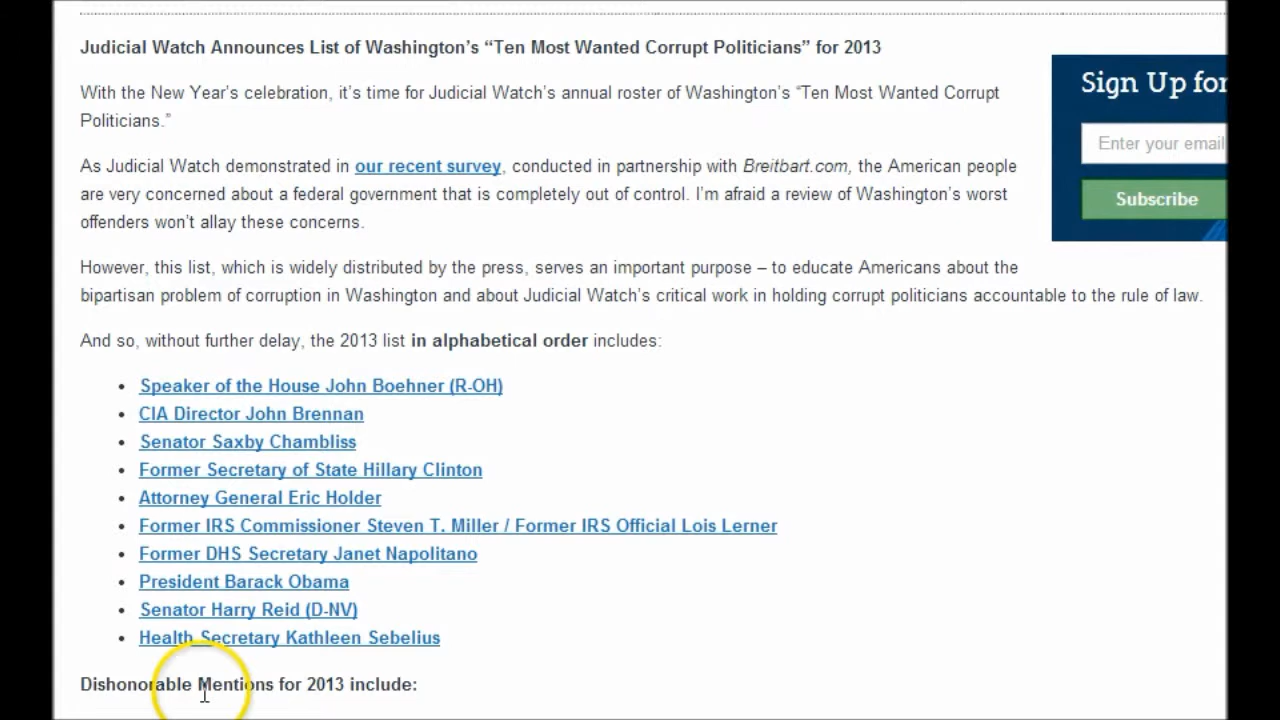 Judicial Watch Announces List of Washington’s “Ten Most Wanted Corrupt Politicians” for 2013
With the New Year’s celebration, it’s time for Judicial Watch’s annual roster of Washington’s “Ten Most Wanted Corrupt
Politicians.”
As Judicial Watch demonstrated in our recent survey, conducted in partnership with Breitbart.com, the American people
are very concerned about a federal government that is completely out of control. I’m afraid a review of Washington’s worst
offenders won’t allay these concerns.
However, this list, which is widely distributed by the press, serves an important purpose – to educate Americans about the
bipartisan problem of corruption in Washington and about Judicial Watch’s critical work in holding corrupt politicians accountable to the rule of law.
And so, without further delay, the 2013 list in alphabetical order includes:
• Speaker of the House John Boehner (R-OH)
• CIA Director John Brennan
• Senator Saxby Chambliss
• Former Secretary of State Hillary Clinton
• Attorney General Eric Holder
• Former IRS Commissioner Steven T. Miller / Former IRS Official Lois Lerner
• Former DHS Secretary Janet Napolitano
• President Barack Obama
• Senator Harry Reid (D-NV)
• Health Secretary Kathleen Sebelius
Dishonorable Mentions for 2013 include:
Sign Up for
Enter your email
Subscribe